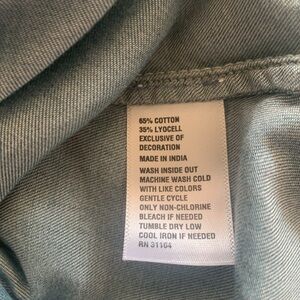 65% COTTON
35% LYOCELL
EXCLUSIVE OF
DECORATION
MADE IN INDIA
WASH INSIDE OUT
MACHINE WASH COLD
WITH LIKE COLORS
GENTLE CYCLE
ONLY NON-CHLORINE
BLEACH IF NEEDED
TUMBLE DRY LOW
COOL IRON IF NEEDED
RN 31164